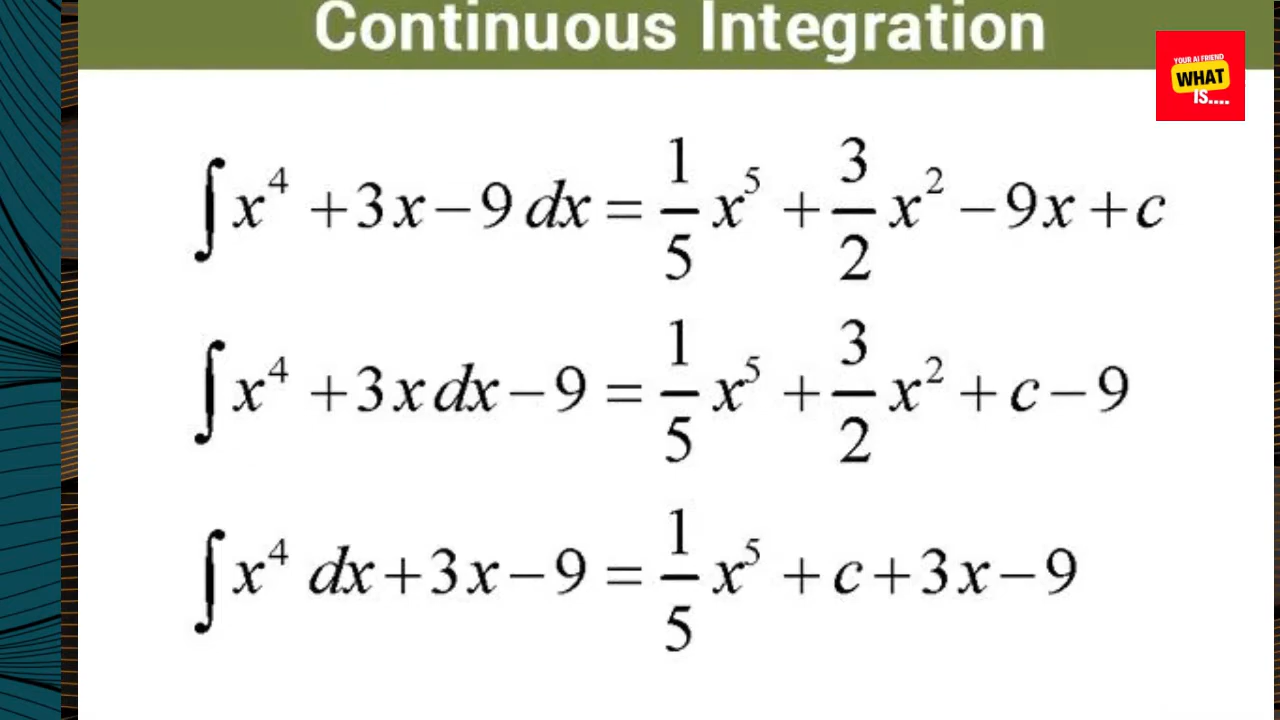 Continuous Integration
YOUR AI FRIEND
WHAT
IS....
∫ x⁴ + 3x − 9 dx = 1/5 x⁵ + 3/2 x² − 9x + c
∫ x⁴ + 3x dx − 9 = 1/5 x⁵ + 3/2 x² + c − 9
∫ x⁴ dx + 3x − 9 = 1/5 x⁵ + c + 3x − 9